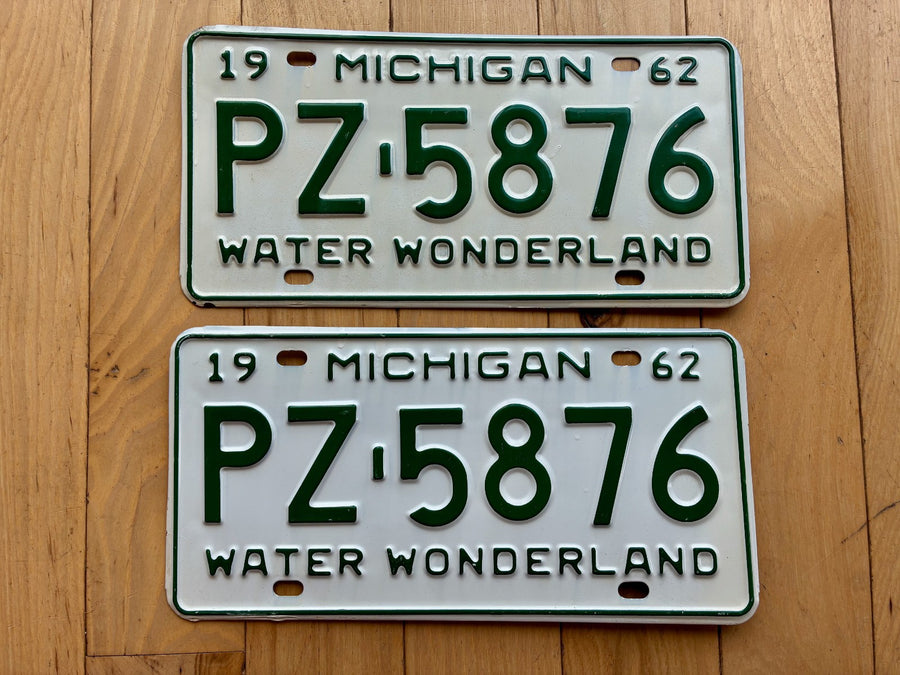 19 MICHIGAN 62
PZ-5876
WATER WONDERLAND
19 MICHIGAN 62
PZ-5876
WATER WONDERLAND